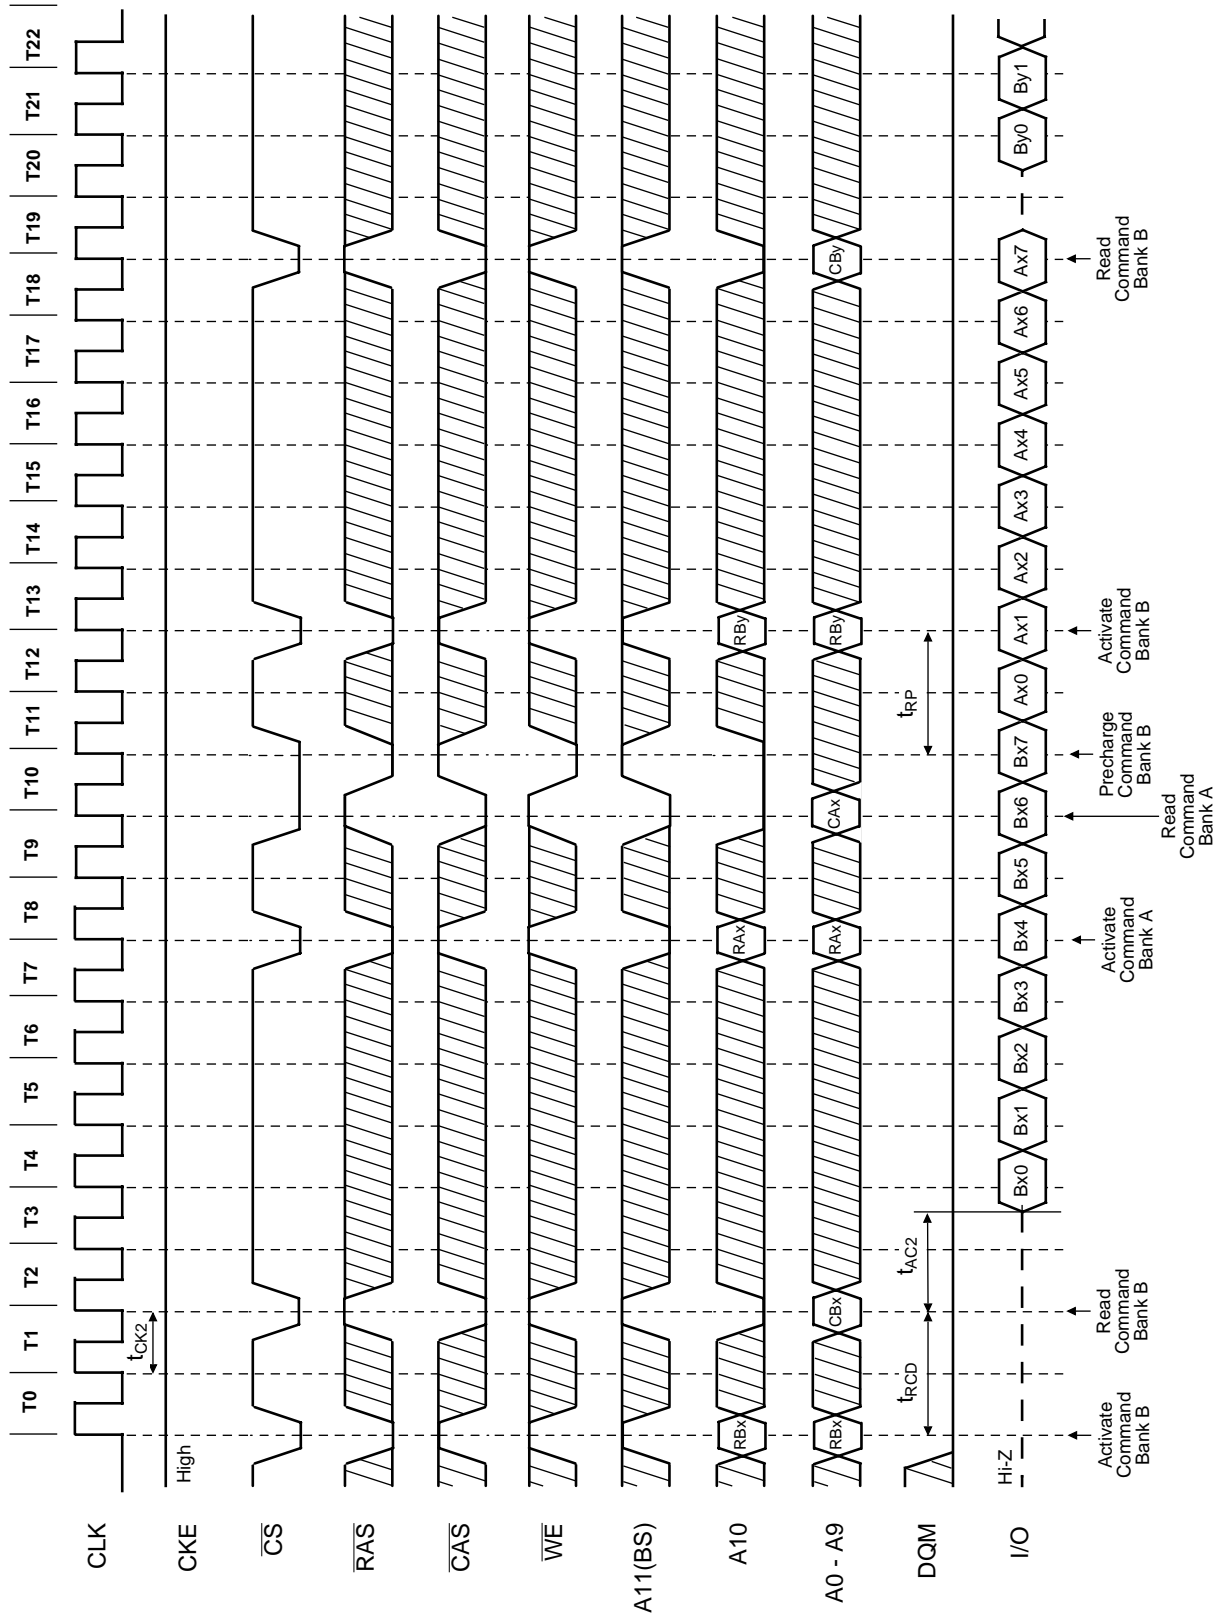 T0 T1 T2 T3 T4 T5 T6 T7 T8 T9 T10 T11 T12 T13 T14 T15 T16 T17 T18 T19 T20 T21 T22
CLK
tCK2
CKE
High
CS
RAS
CAS
WE
A11(BS)
A10
RBx RAx RBy
A0 - A9
RBx CBx RAx CAx RBy CBy
DQM
tRCD tAC2 tRP
I/O
Hi-Z
Bx0 Bx1 Bx2 Bx3 Bx4 Bx5 Bx6 Bx7 Ax0 Ax1 Ax2 Ax3 Ax4 Ax5 Ax6 Ax7 By0 By1
Activate
Command
Bank B
Read
Command
Bank B
Activate
Command
Bank A
Read
Command
Bank A
Precharge
Command
Bank B
Activate
Command
Bank B
Read
Command
Bank B